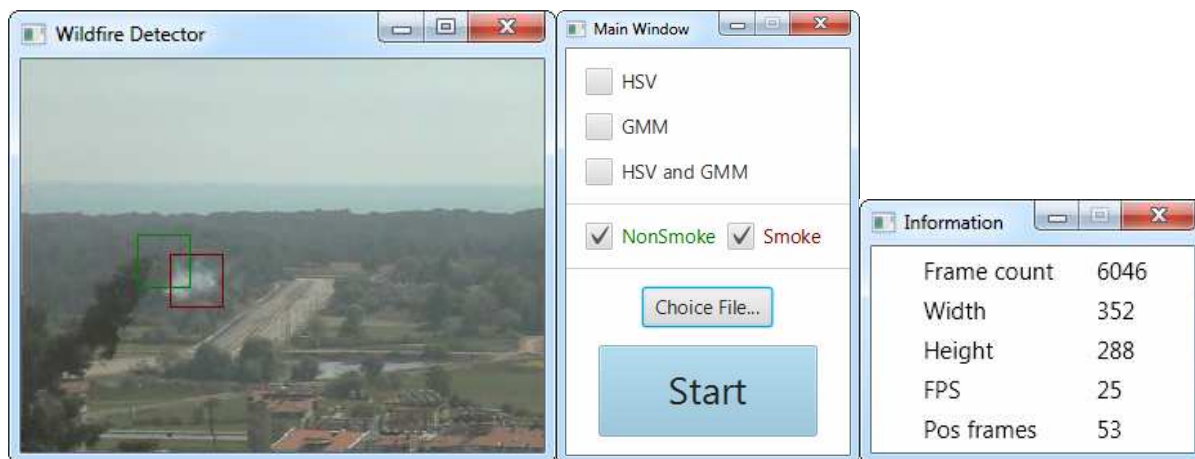 Wildfire Detector
Main Window
HSV
GMM
HSV and GMM
NonSmoke Smoke
Choice File...
Start
Information
Frame count 6046
Width 352
Height 288
FPS 25
Pos frames 53